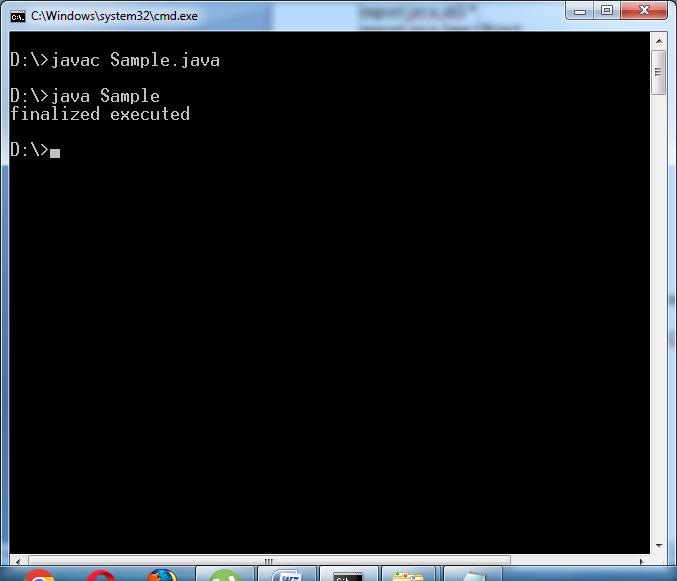 C:\Windows\system32\cmd.exe
D:\>javac Sample.java
D:\>java Sample
finalized executed
D:\>